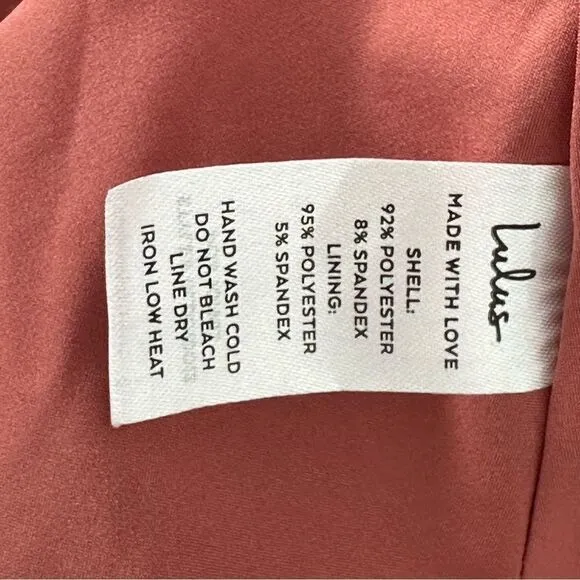 Lulus
MADE WITH LOVE
SHELL:
92% POLYESTER
8% SPANDEX
LINING:
95% POLYESTER
5% SPANDEX
HAND WASH COLD
DO NOT BLEACH
LINE DRY
IRON LOW HEAT